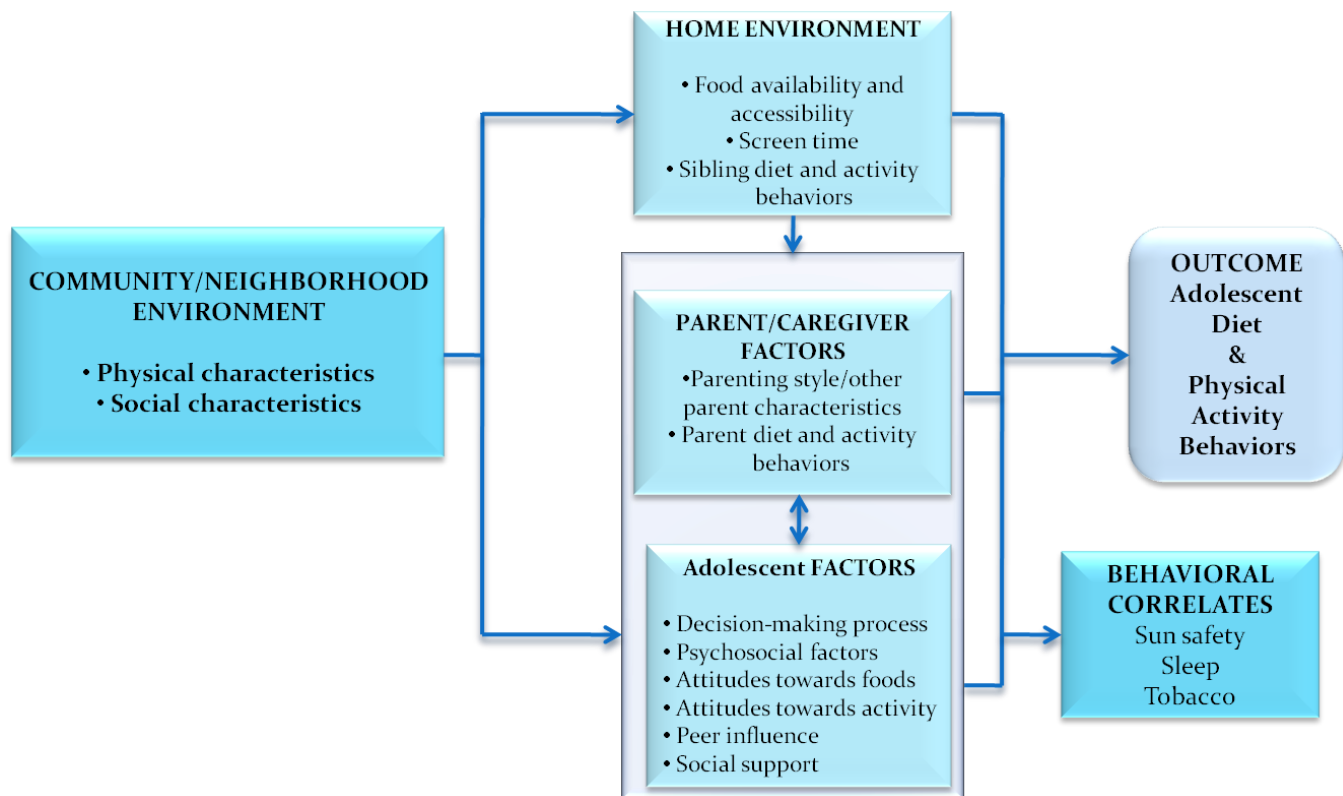 HOME ENVIRONMENT
• Food availability and
accessibility
• Screen time
• Sibling diet and activity
behaviors
COMMUNITY/NEIGHBORHOOD
ENVIRONMENT
• Physical characteristics
• Social characteristics
PARENT/CAREGIVER
FACTORS
•Parenting style/other
parent characteristics
• Parent diet and activity
behaviors
Adolescent FACTORS
• Decision-making process
• Psychosocial factors
• Attitudes towards foods
• Attitudes towards activity
• Peer influence
• Social support
OUTCOME
Adolescent
Diet
&
Physical
Activity
Behaviors
BEHAVIORAL
CORRELATES
Sun safety
Sleep
Tobacco